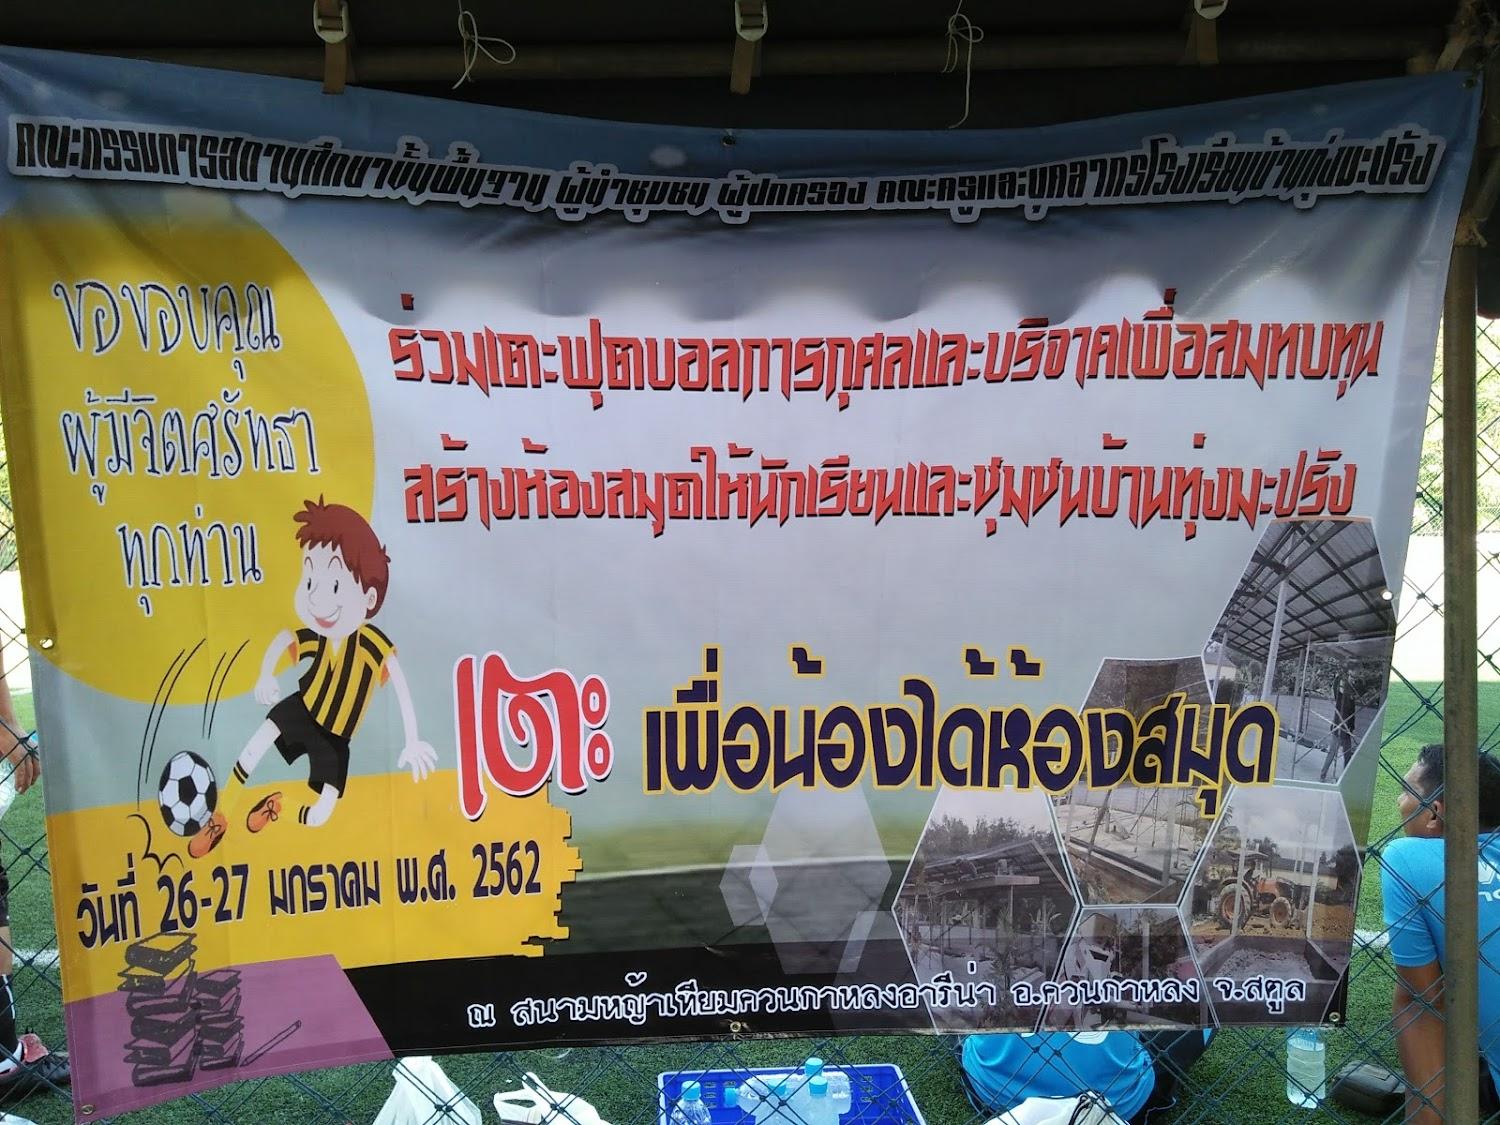 คณะกรรมการสถานศึกษาขั้นพื้นฐาน ผู้นำชุมชน ผู้ปกครอง คณะครูและบุคลากรโรงเรียนบ้านทุ่งมะปรัง
ขอขอบคุณ
ผู้มีจิตศรัทธา
ทุกท่าน
ร่วมเตะฟุตบอลการกุศลและบริจาคเพื่อสมทบทุน
สร้างห้องสมุดให้นักเรียนและชุมชนบ้านทุ่งมะปรัง
เตะ เพื่อน้องได้ห้องสมุด
วันที่ 26-27 มกราคม พ.ศ. 2562
ณ สนามหญ้าเทียมควนกาหลงอารีน่า อ.ควนกาหลง จ.สตูล